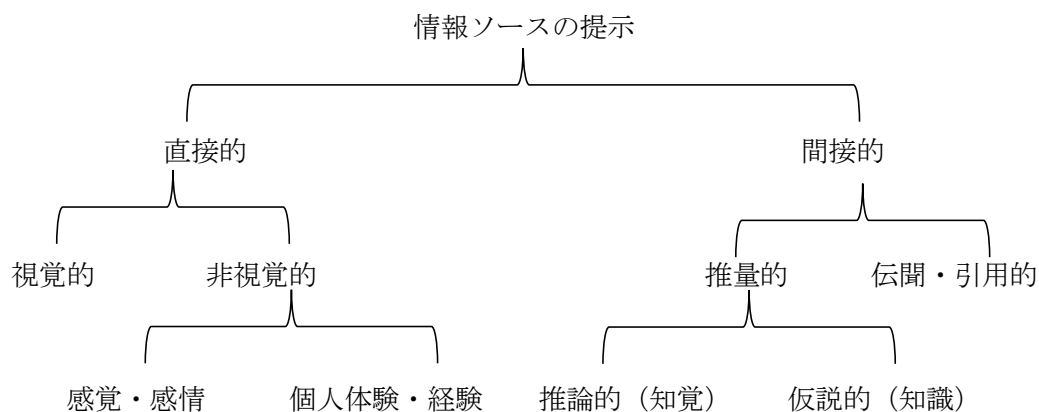 情報ソースの提示
直接的 間接的
視覚的 非視覚的 推量的 伝聞・引用的
感覚・感情 個人体験・経験 推論的（知覚） 仮説的（知識）